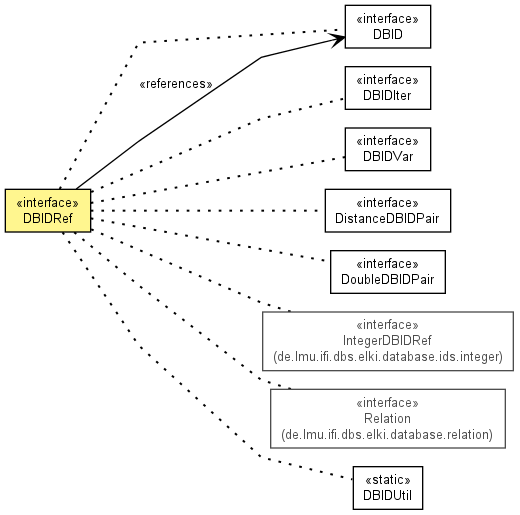 «interface»
DBID
«references»
«interface»
DBIDIter
«interface»
DBIDVar
«interface»
DBIDRef
«interface»
DistanceDBIDPair
«interface»
DoubleDBIDPair
«interface»
IntegerDBIDRef
(de.lmu.ifi.dbs.elki.database.ids.integer)
«interface»
Relation
(de.lmu.ifi.dbs.elki.database.relation)
«static»
DBIDUtil